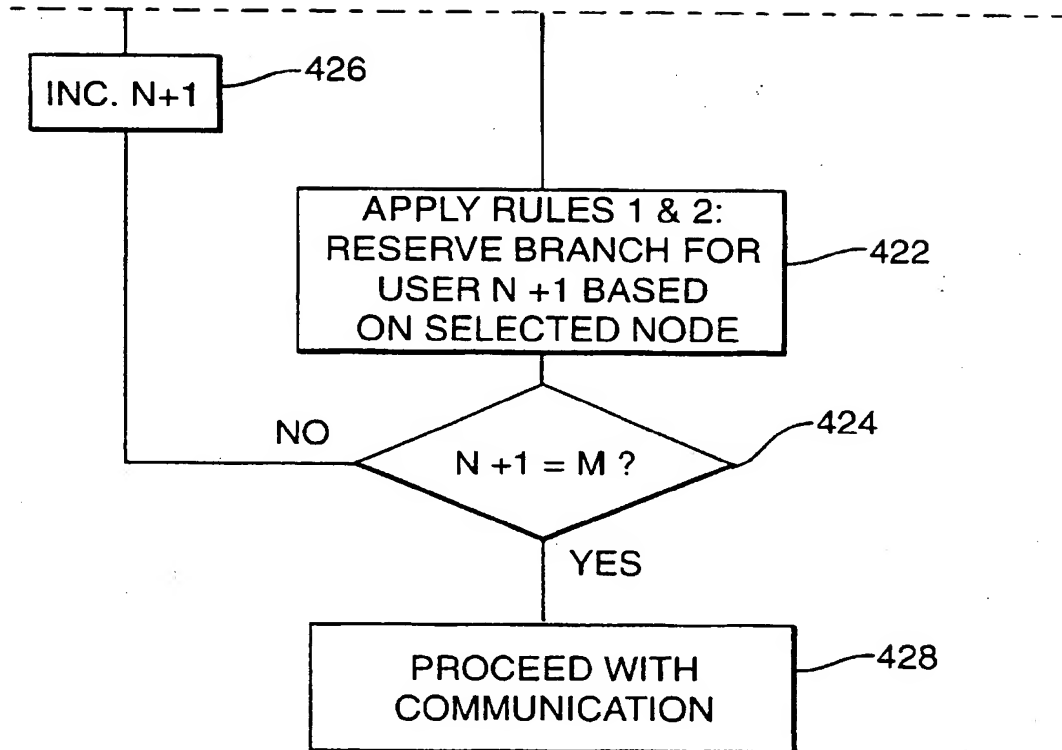 INC. N+1
426
APPLY RULES 1 & 2:
RESERVE BRANCH FOR
USER N +1 BASED
ON SELECTED NODE
422
NO
N +1 = M ?
424
YES
PROCEED WITH
COMMUNICATION
428